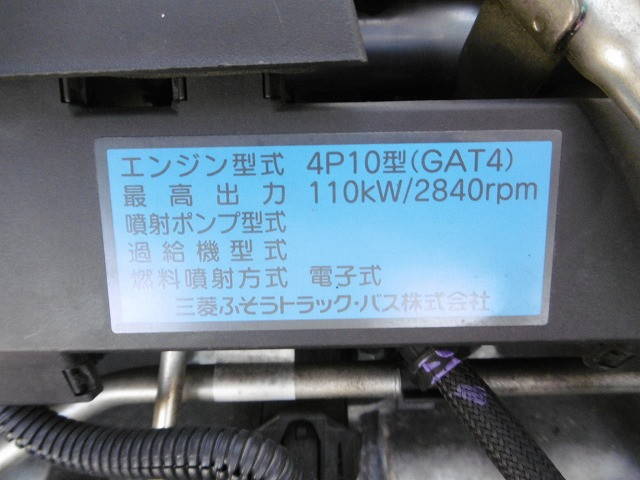 エンジン型式 4P10型(GAT4)
最高出力 110kW/2840rpm
噴射ポンプ型式
過給機型式
燃料噴射方式 電子式
三菱ふそうトラック・バス株式会社